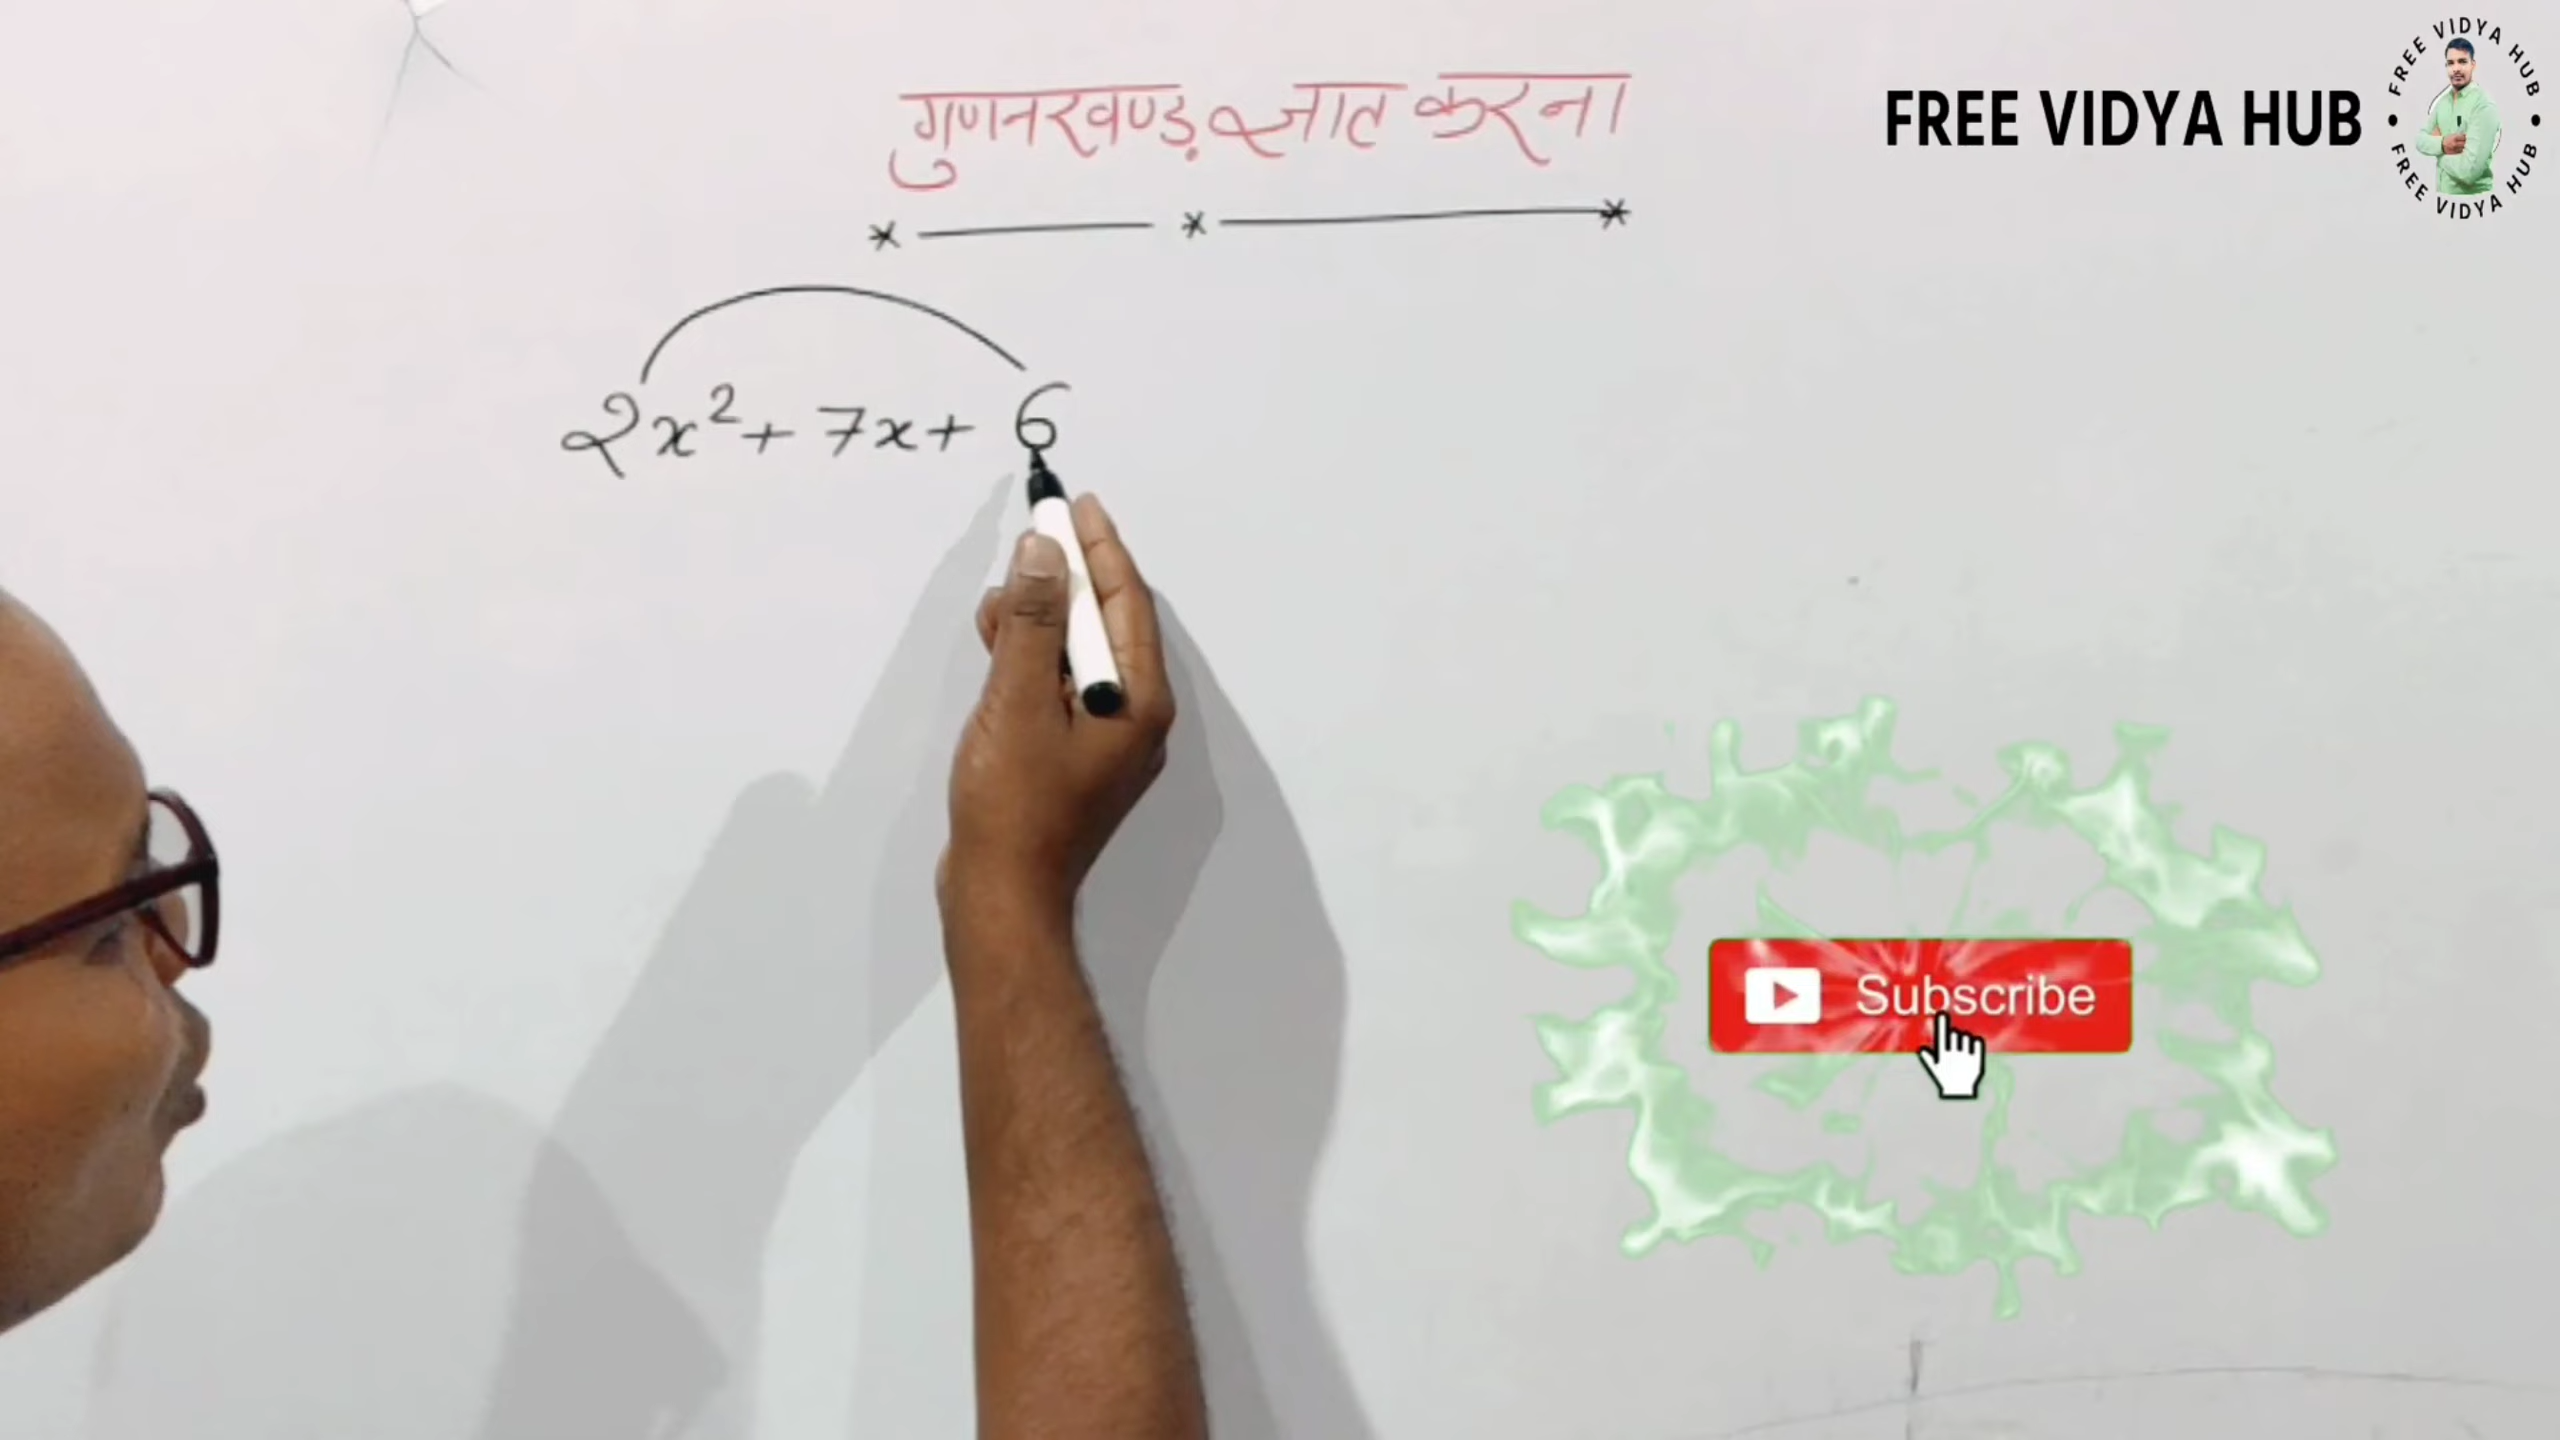 गुणनखण्ड़ ज्ञात करना
FREE VIDYA HUB
• FREE VIDYA HUB • FREE VIDYA HUB
* —— * ——*
2x² + 7x + 6
Subscribe